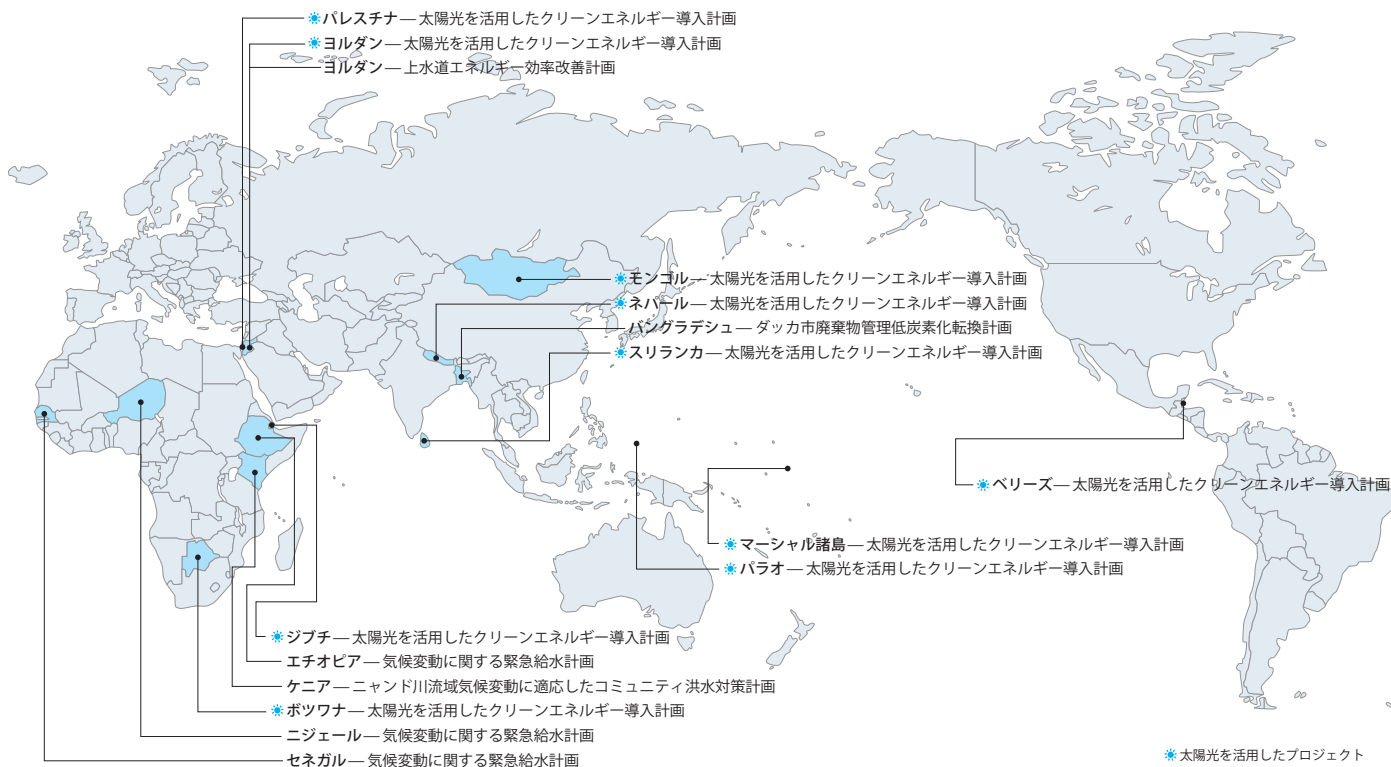 パレスチナ ― 太陽光を活用したクリーンエネルギー導入計画
ヨルダン ― 太陽光を活用したクリーンエネルギー導入計画
ヨルダン ― 上水道エネルギー効率改善計画
モンゴル ― 太陽光を活用したクリーンエネルギー導入計画
ネパール ― 太陽光を活用したクリーンエネルギー導入計画
バングラデシュ ― ダッカ市廃棄物管理低炭素化転換計画
スリランカ ― 太陽光を活用したクリーンエネルギー導入計画
ベリーズ ― 太陽光を活用したクリーンエネルギー導入計画
マーシャル諸島 ― 太陽光を活用したクリーンエネルギー導入計画
パラオ ― 太陽光を活用したクリーンエネルギー導入計画
ジブチ ― 太陽光を活用したクリーンエネルギー導入計画
エチオピア ― 気候変動に関する緊急給水計画
ケニア ― ニャンド川流域気候変動に適応したコミュニティ洪水対策計画
ボツワナ ― 太陽光を活用したクリーンエネルギー導入計画
ニジェール ― 気候変動に関する緊急給水計画
セネガル ― 気候変動に関する緊急給水計画
太陽光を活用したプロジェクト